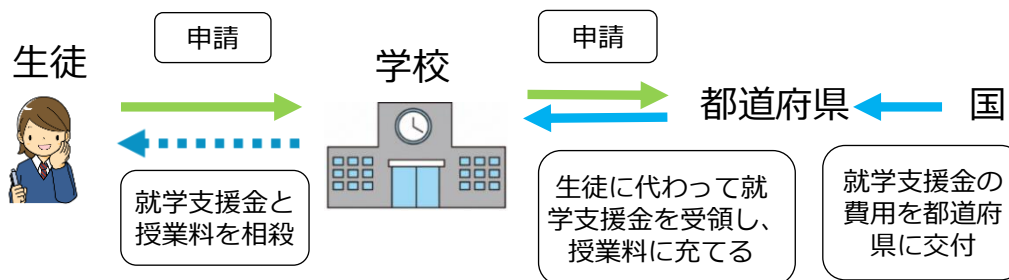 申請
申請
生徒
学校
都道府県
国
就学支援金と
授業料を相殺
生徒に代わって就
学支援金を受領し、
授業料に充てる
就学支援金の
費用を都道府
県に交付